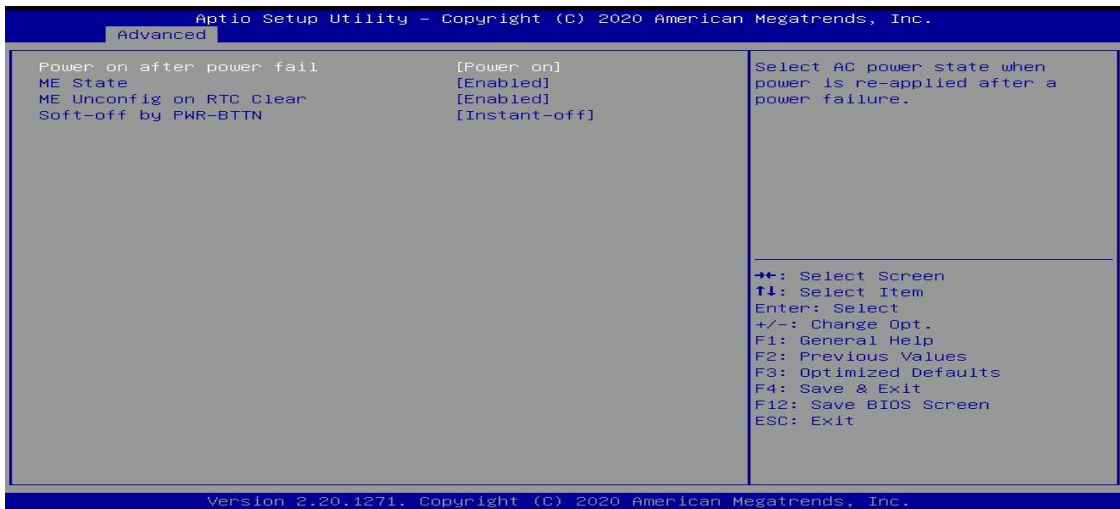 Aptio Setup Utility – Copyright (C) 2020 American Megatrends, Inc.
Advanced
Power on after power fail [Power on]
ME State [Enabled]
ME Unconfig on RTC Clear [Enabled]
Soft-off by PWR-BTTN [Instant-off]
Select AC power state when
power is re-applied after a
power failure.
→←: Select Screen
↑↓: Select Item
Enter: Select
+/-: Change Opt.
F1: General Help
F2: Previous Values
F3: Optimized Defaults
F4: Save & Exit
F12: Save BIOS Screen
ESC: Exit
Version 2.20.1271. Copyright (C) 2020 American Megatrends, Inc.